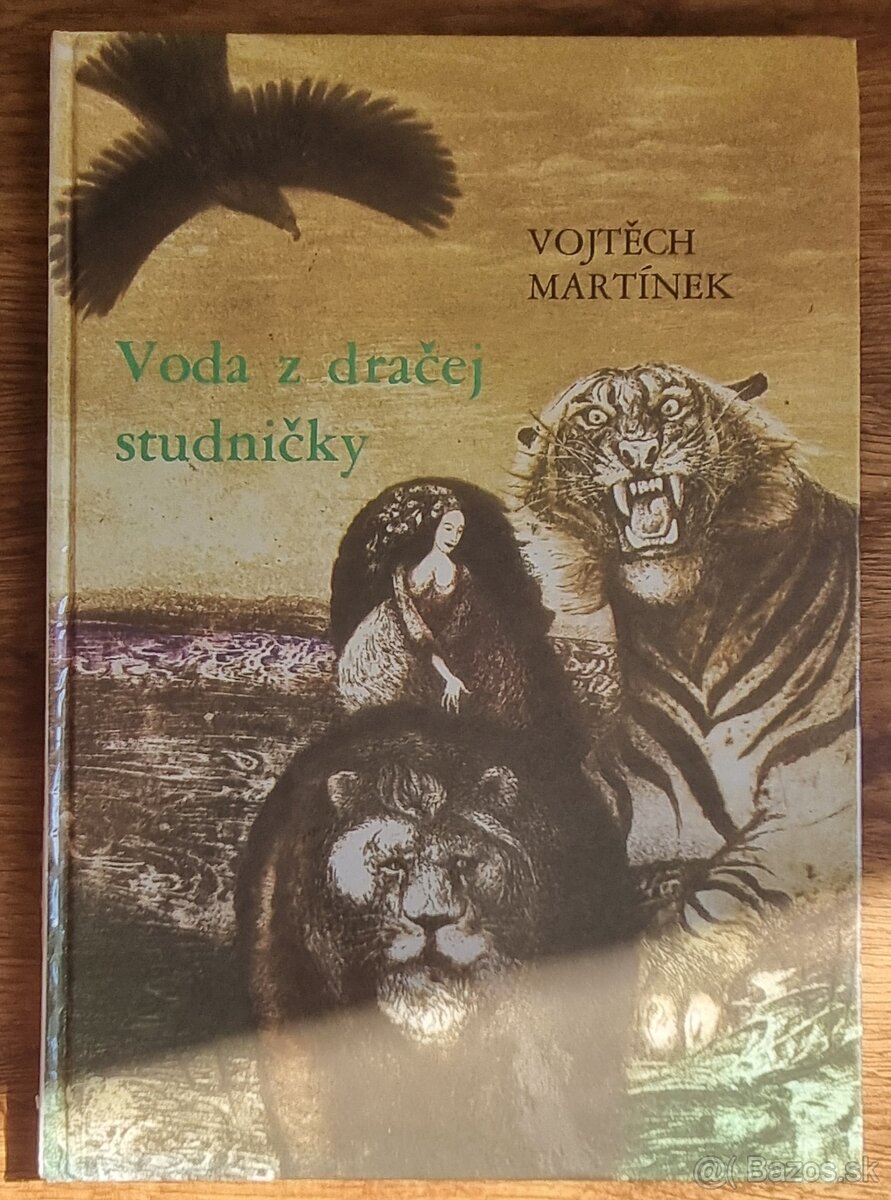 VOJTĚCH
MARTÍNEK
Voda z dračej
studničky
@( Bazos.sk